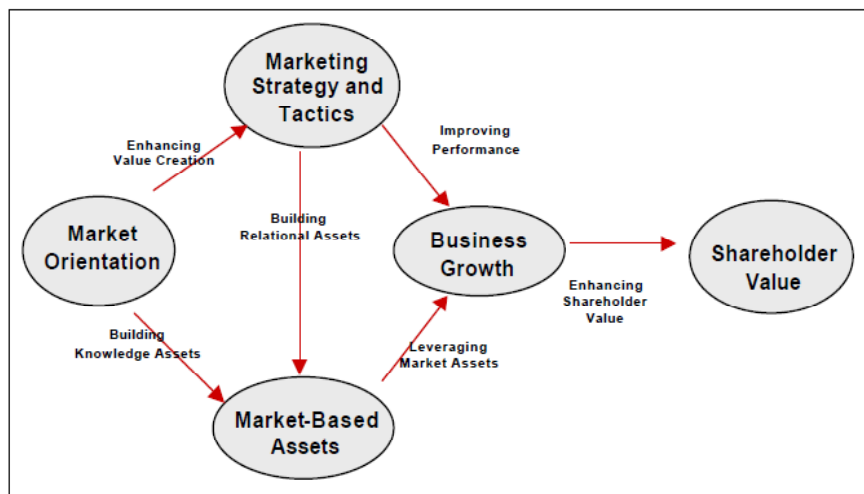 Marketing
Strategy and
Tactics
Enhancing
Value Creation
Improving
Performance
Market
Orientation
Building
Relational Assets
Business
Growth
Shareholder
Value
Enhancing
Shareholder
Value
Building
Knowledge Assets
Leveraging
Market Assets
Market-Based
Assets